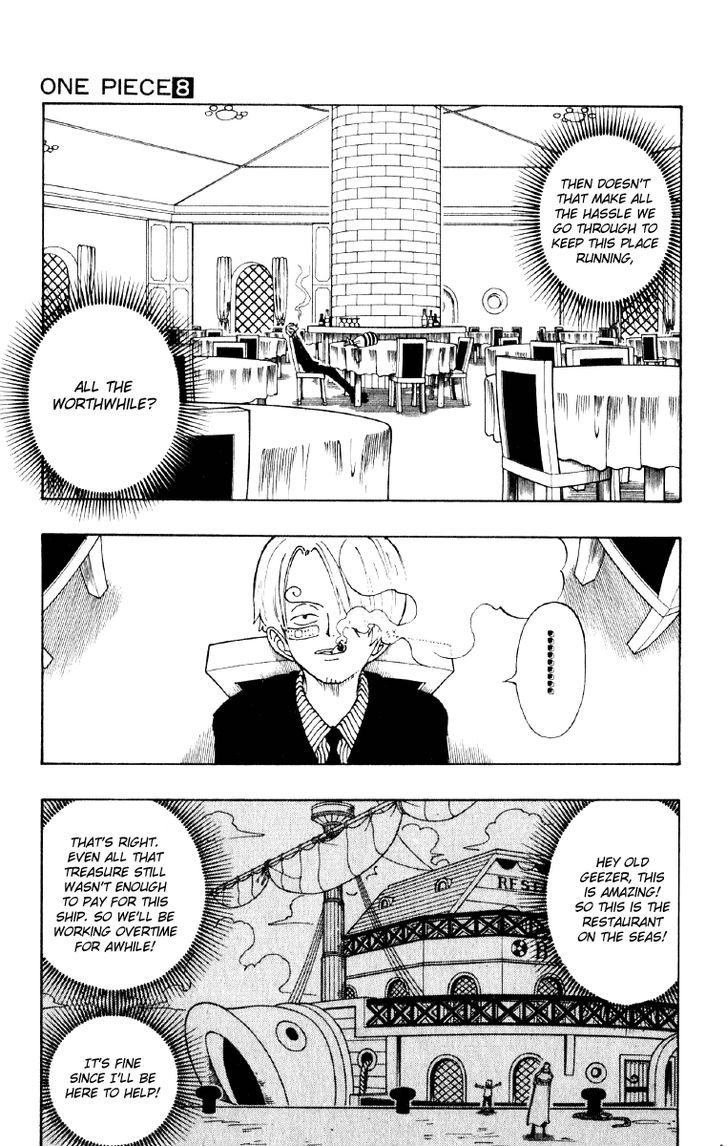 ONE PIECE 8
THEN DOESN'T
THAT MAKE ALL
THE HASSLE WE
GO THROUGH TO
KEEP THIS PLACE
RUNNING,
ALL THE
WORTHWHILE?
HEY OLD
GEEZER, THIS
IS AMAZING!
SO THIS IS THE
RESTAURANT
ON THE SEAS!
THAT'S RIGHT.
EVEN ALL THAT
TREASURE STILL
WASN'T ENOUGH
TO PAY FOR THIS
SHIP. SO WE'LL BE
WORKING OVERTIME
FOR AWHILE!
REST
B
IT'S FINE
SINCE I'LL BE
HERE TO HELP!